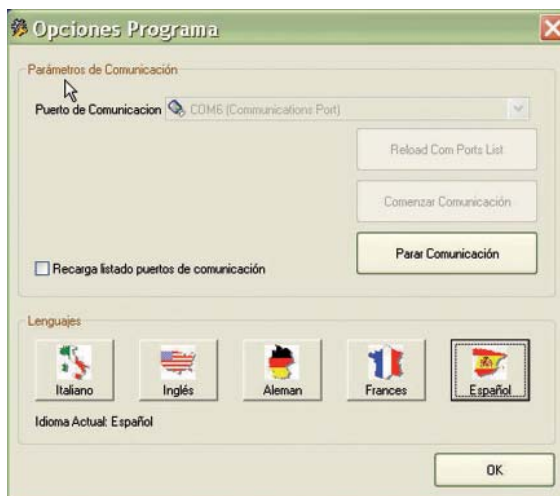 Opciones Programa
Parámetros de Comunicación
Puerto de Comunicacion COM6 (Communications Port)
Reload Com Ports List
Comenzar Comunicación
Parar Comunicación
Recarga listado puertos de comunicación
Lenguajes
Italiano Inglés Aleman Frances Español
Idioma Actual: Español
OK